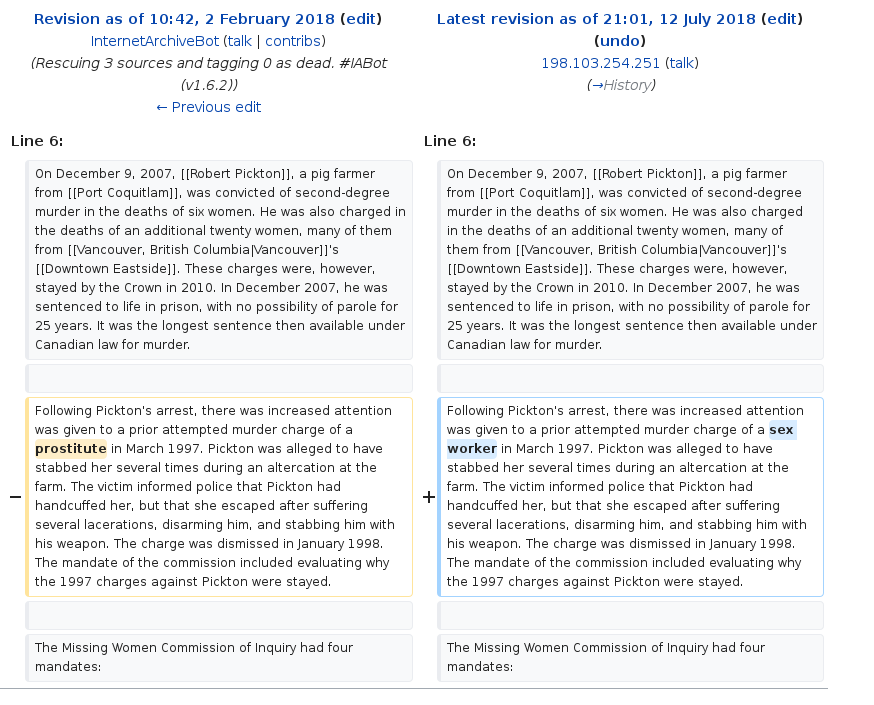 Revision as of 10:42, 2 February 2018 (edit)
InternetArchiveBot (talk | contribs)
(Rescuing 3 sources and tagging 0 as dead. #IABot
(v1.6.2))
← Previous edit
Latest revision as of 21:01, 12 July 2018 (edit)
(undo)
198.103.254.251 (talk)
(→History)
Line 6:
Line 6:
On December 9, 2007, [[Robert Pickton]], a pig farmer
from [[Port Coquitlam]], was convicted of second-degree
murder in the deaths of six women. He was also charged in
the deaths of an additional twenty women, many of them
from [[Vancouver, British Columbia|Vancouver]]'s
[[Downtown Eastside]]. These charges were, however,
stayed by the Crown in 2010. In December 2007, he was
sentenced to life in prison, with no possibility of parole for
25 years. It was the longest sentence then available under
Canadian law for murder.
On December 9, 2007, [[Robert Pickton]], a pig farmer
from [[Port Coquitlam]], was convicted of second-degree
murder in the deaths of six women. He was also charged
in the deaths of an additional twenty women, many of
them from [[Vancouver, British Columbia|Vancouver]]'s
[[Downtown Eastside]]. These charges were, however,
stayed by the Crown in 2010. In December 2007, he was
sentenced to life in prison, with no possibility of parole for
25 years. It was the longest sentence then available under
Canadian law for murder.
− Following Pickton's arrest, there was increased attention
was given to a prior attempted murder charge of a
prostitute in March 1997. Pickton was alleged to have
stabbed her several times during an altercation at the
farm. The victim informed police that Pickton had
handcuffed her, but that she escaped after suffering
several lacerations, disarming him, and stabbing him with
his weapon. The charge was dismissed in January 1998.
The mandate of the commission included evaluating why
the 1997 charges against Pickton were stayed.
+ Following Pickton's arrest, there was increased attention
was given to a prior attempted murder charge of a sex
worker in March 1997. Pickton was alleged to have
stabbed her several times during an altercation at the
farm. The victim informed police that Pickton had
handcuffed her, but that she escaped after suffering
several lacerations, disarming him, and stabbing him with
his weapon. The charge was dismissed in January 1998.
The mandate of the commission included evaluating why
the 1997 charges against Pickton were stayed.
The Missing Women Commission of Inquiry had four
mandates:
The Missing Women Commission of Inquiry had four
mandates: